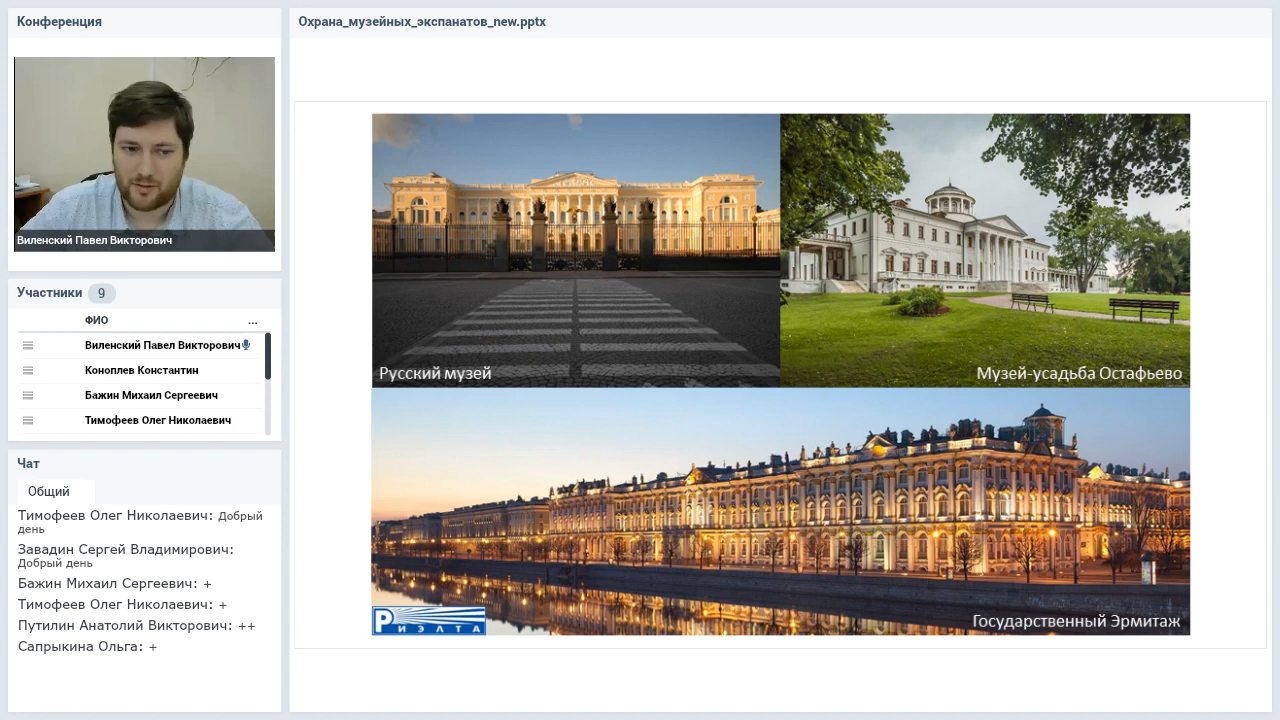 Конференция
Виленский Павел Викторович
Участники 9
ФИО ...
Виленский Павел Викторович
Коноплев Константин
Бажин Михаил Сергеевич
Тимофеев Олег Николаевич
Чат
Общий
Тимофеев Олег Николаевич: Добрый
день
Завадин Сергей Владимирович:
Добрый день
Бажин Михаил Сергеевич: +
Тимофеев Олег Николаевич: +
Путилин Анатолий Викторович: ++
Сапрыкина Ольга: +
Охрана_музейных_экспанатов_new.pptx
Русский музей
Музей-усадьба Остафьево
РИЭЛТА
Государственный Эрмитаж